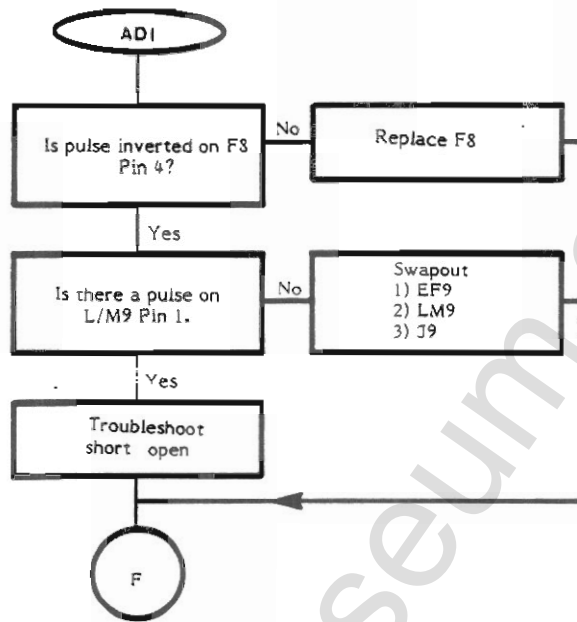 AD1
Is pulse inverted on F8
Pin 4?
No
Replace F8
Yes
Is there a pulse on
L/M9 Pin 1.
No
Swapout
1) EF9
2) LM9
3) J9
Yes
Troubleshoot
short open
F
seum